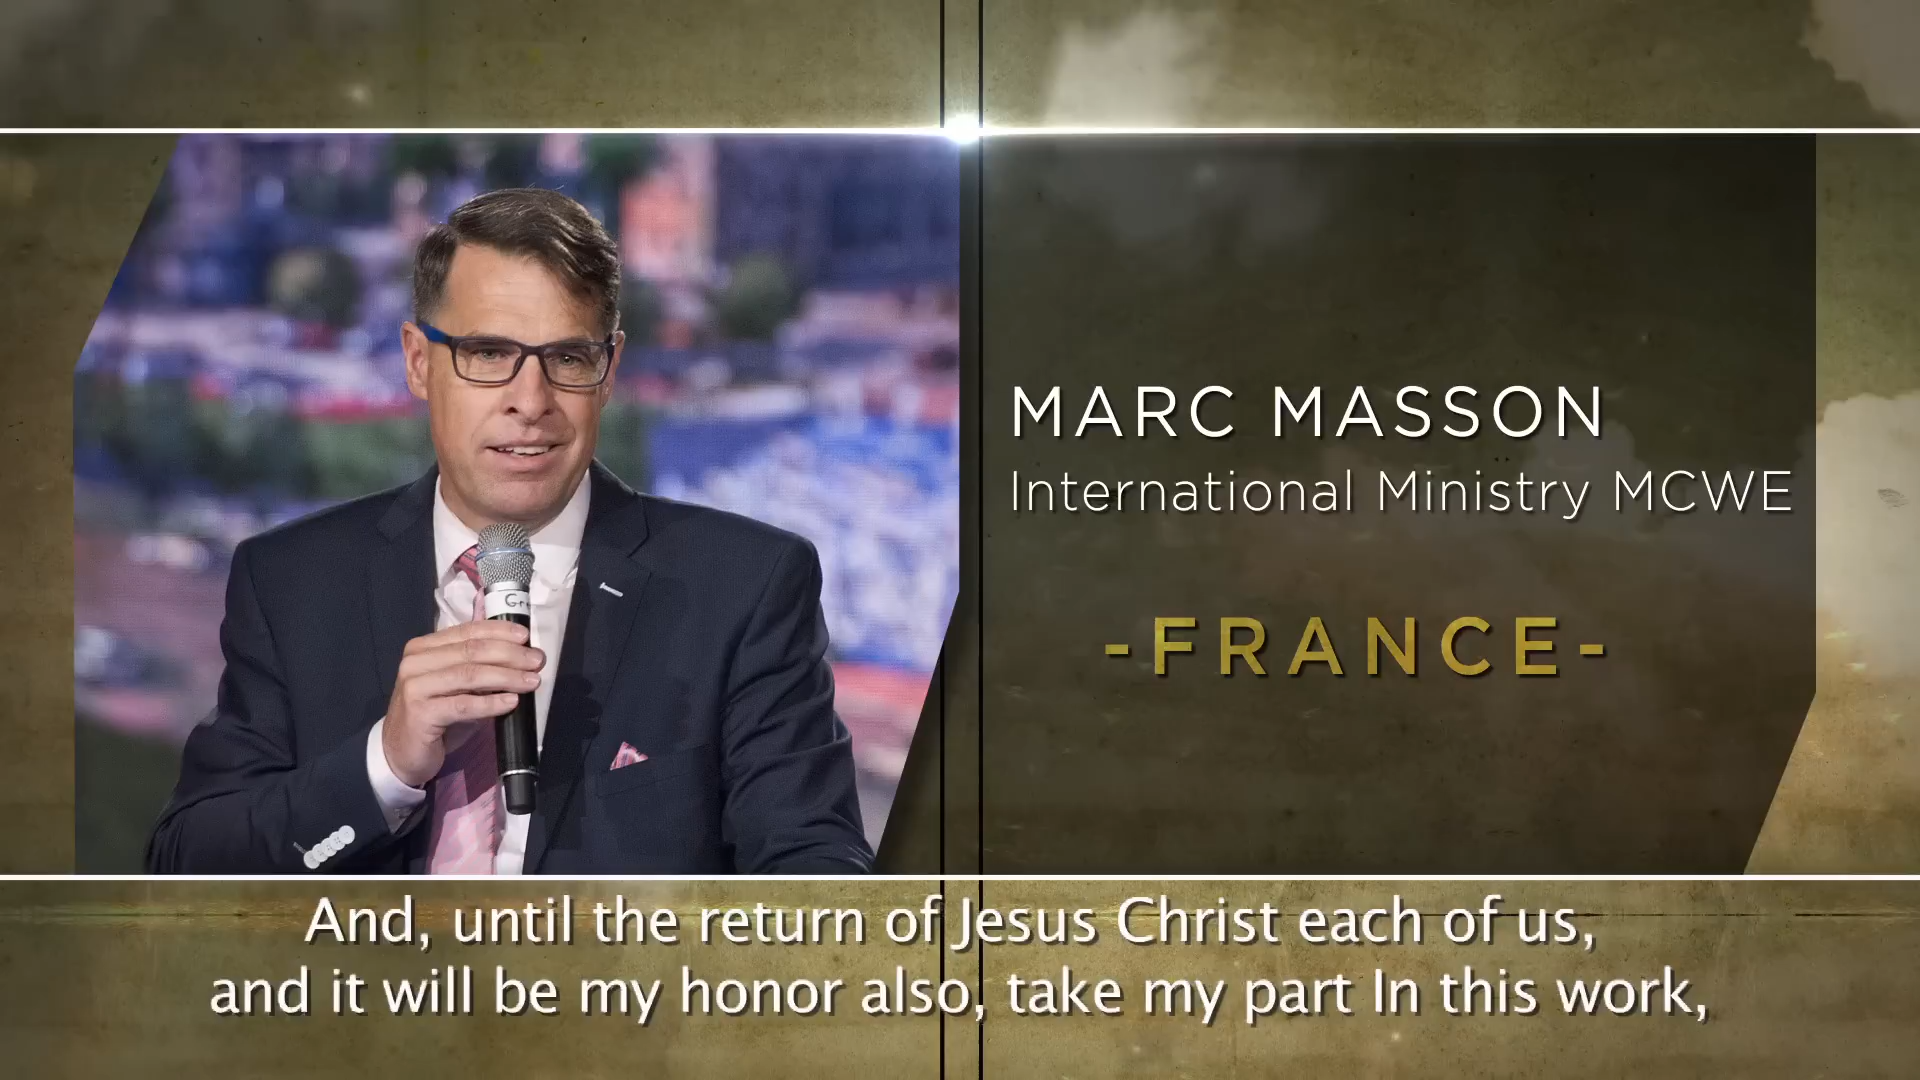 MARC MASSON
International Ministry MCWE
-FRANCE-
And, until the return of Jesus Christ each of us,
and it will be my honor also, take my part In this work,